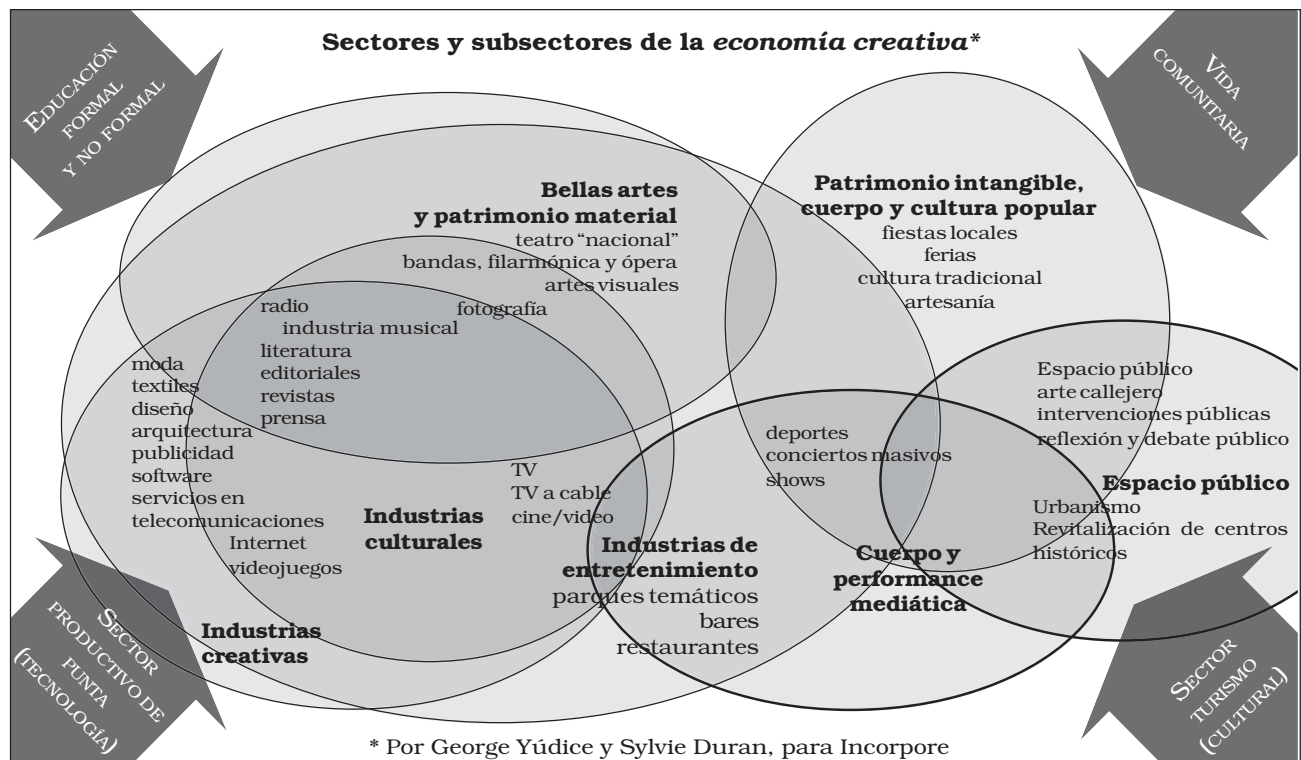 Sectores y subsectores de la economía creativa*
Educación
formal
y no formal
Vida
comunitaria
Bellas artes
y patrimonio material
teatro “nacional”
bandas, filarmónica y ópera
artes visuales
fotografía
Patrimonio intangible,
cuerpo y cultura popular
fiestas locales
ferias
cultura tradicional
artesanía
radio
industria musical
literatura
editoriales
revistas
prensa
moda
textiles
diseño
arquitectura
publicidad
software
servicios en
telecomunicaciones
Internet
videojuegos
Industrias
culturales
TV
TV a cable
cine/video
deportes
conciertos masivos
shows
Espacio público
arte callejero
intervenciones públicas
reflexión y debate público
Espacio público
Urbanismo
Revitalización de centros
históricos
Industrias de
entretenimiento
parques temáticos
bares
restaurantes
Cuerpo y
performance
mediática
Industrias
creativas
Sector
productivo de
punta
(tecnología)
Sector
turismo
(cultural)
* Por George Yúdice y Sylvie Duran, para Incorpore